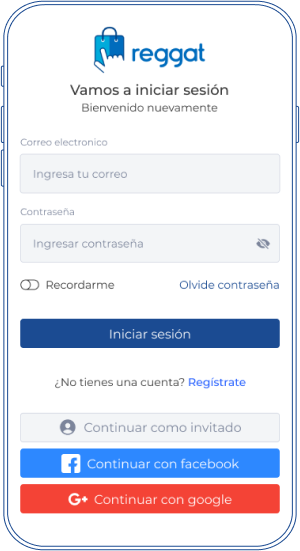 reggat
Vamos a iniciar sesión
Bienvenido nuevamente
Correo electronico
Ingresa tu correo
Contraseña
Ingresar contraseña
Recordarme Olvide contraseña
Iniciar sesión
¿No tienes una cuenta? Regístrate
Continuar como invitado
Continuar con facebook
G+ Continuar con google